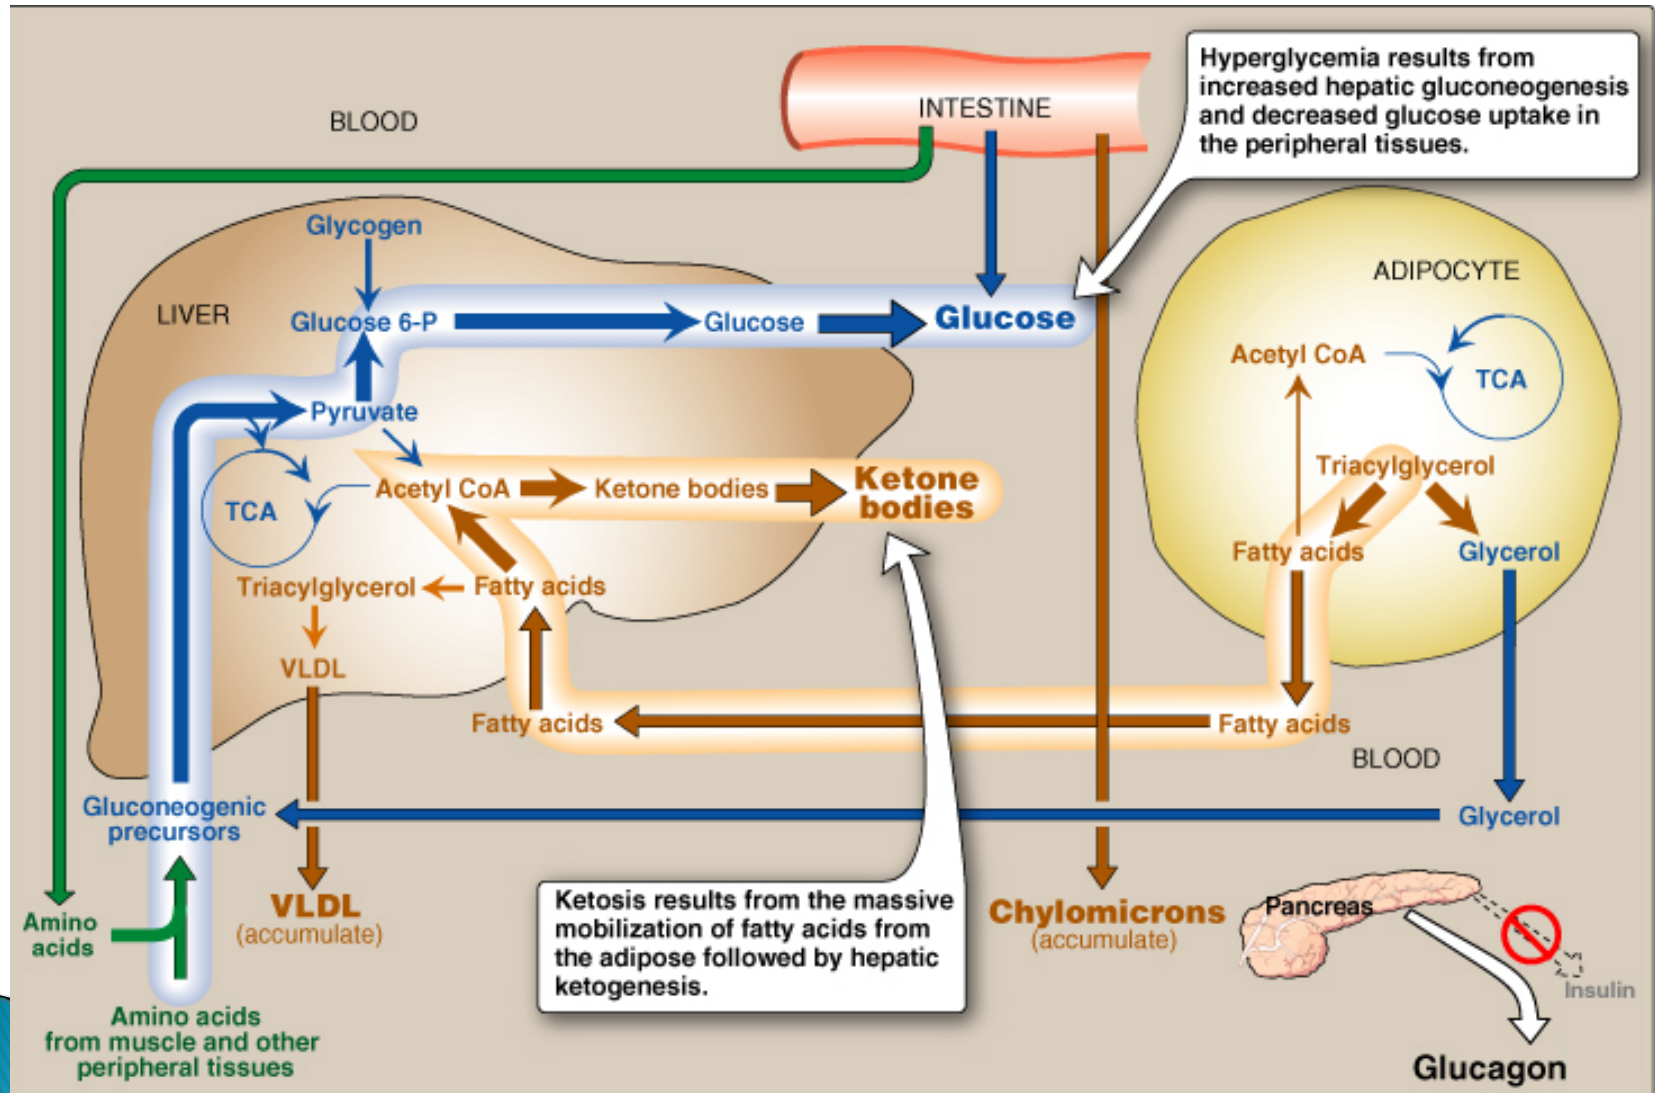 Hyperglycemia results from
increased hepatic gluconeogenesis
and decreased glucose uptake in
the peripheral tissues.
INTESTINE
BLOOD
Glycogen
LIVER
Glucose 6-P
Glucose
Glucose
Pyruvate
TCA
Acetyl CoA
Ketone bodies
Ketone
bodies
Triacylglycerol
Fatty acids
VLDL
Fatty acids
ADIPOCYTE
Acetyl CoA
TCA
Triacylglycerol
Fatty acids
Glycerol
Fatty acids
BLOOD
Glycerol
Gluconeogenic
precursors
Amino
acids
VLDL
(accumulate)
Ketosis results from the massive
mobilization of fatty acids from
the adipose followed by hepatic
ketogenesis.
Chylomicrons
(accumulate)
Pancreas
Insulin
Glucagon
Amino acids
from muscle and other
peripheral tissues